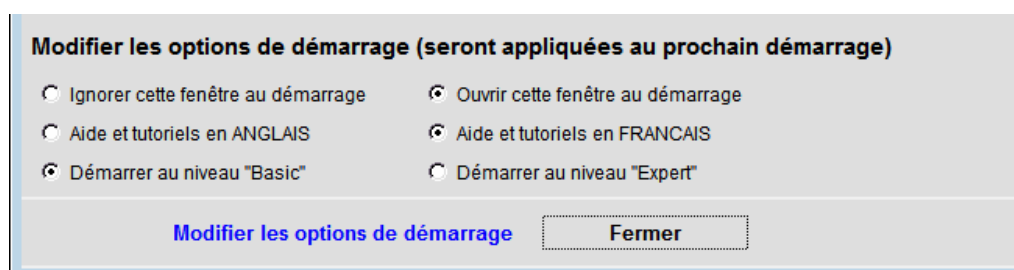 Modifier les options de démarrage (seront appliquées au prochain démarrage)
Ignorer cette fenêtre au démarrage Ouvrir cette fenêtre au démarrage
Aide et tutoriels en ANGLAIS Aide et tutoriels en FRANCAIS
Démarrer au niveau "Basic" Démarrer au niveau "Expert"
Modifier les options de démarrage Fermer